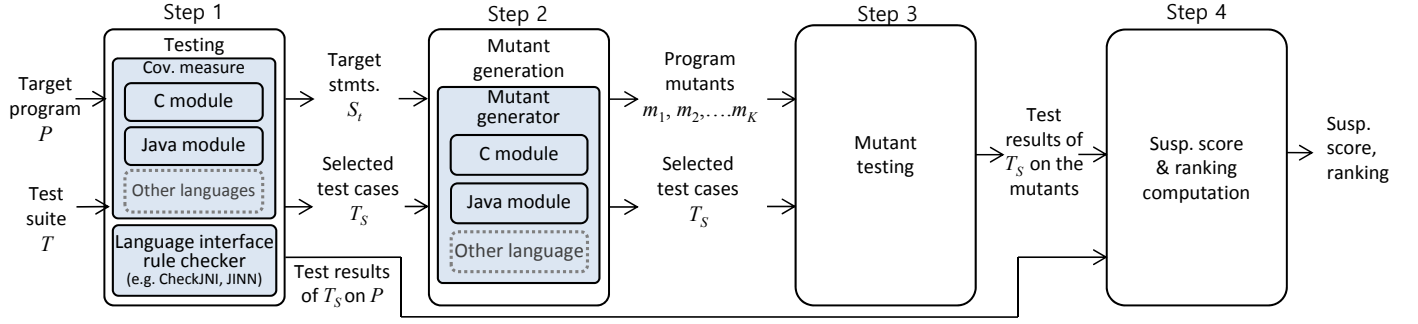 Step 1
Step 2
Step 3
Step 4
Target
program
P
Test
suite
T
Testing
Cov. measure
C module
Java module
Other languages
Language interface
rule checker
(e.g. CheckJNI, JINN)
Target
stmts.
S_t
Selected
test cases
T_S
Test results
of T_S on P
Mutant
generation
Mutant
generator
C module
Java module
Other language
Program
mutants
m_1, m_2,….m_K
Selected
test cases
T_S
Mutant
testing
Test
results of
T_S on the
mutants
Susp. score
& ranking
computation
Susp.
score,
ranking